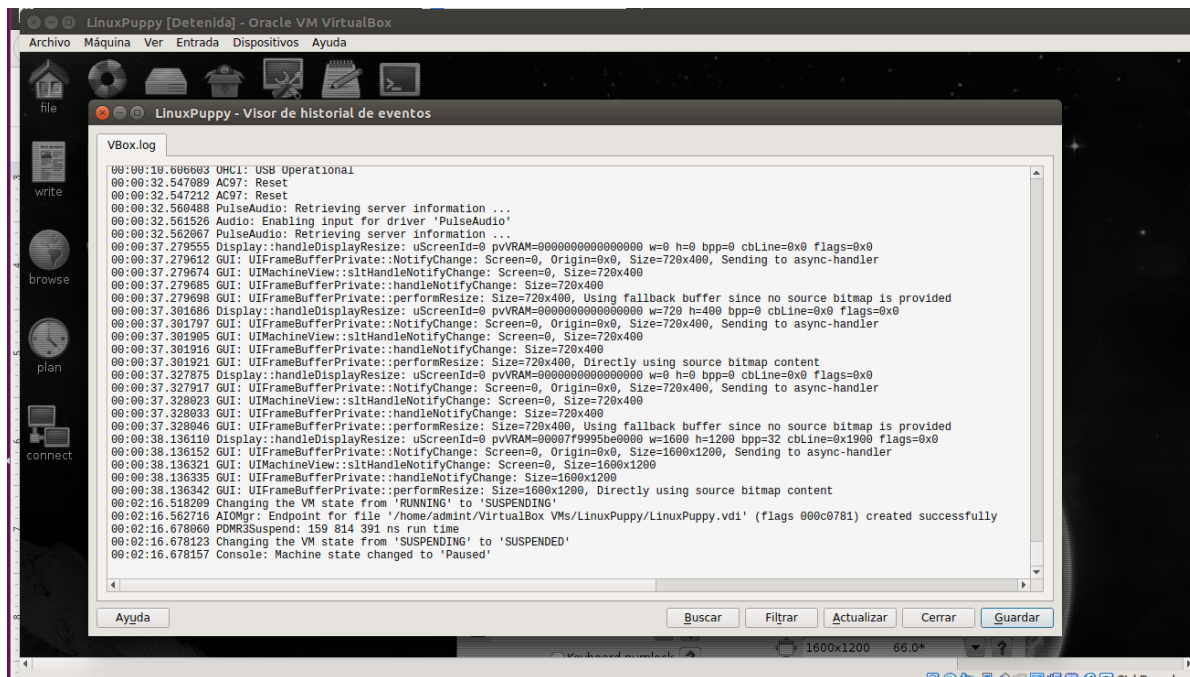 LinuxPuppy [Detenida] - Oracle VM VirtualBox
Archivo Máquina Ver Entrada Dispositivos Ayuda
file
write
browse
plan
connect
LinuxPuppy - Visor de historial de eventos
VBox.log
00:00:10.606603 OHCI: USB Operational
00:00:32.547089 AC97: Reset
00:00:32.547212 AC97: Reset
00:00:32.560488 PulseAudio: Retrieving server information ...
00:00:32.561526 Audio: Enabling input for driver 'PulseAudio'
00:00:32.562067 PulseAudio: Retrieving server information ...
00:00:37.279555 Display::handleDisplayResize: uScreenId=0 pvVRAM=0000000000000000 w=0 h=0 bpp=0 cbLine=0x0 flags=0x0
00:00:37.279612 GUI: UIFrameBufferPrivate::NotifyChange: Screen=0, Origin=0x0, Size=720x400, Sending to async-handler
00:00:37.279674 GUI: UIMachineView::sltHandleNotifyChange: Screen=0, Size=720x400
00:00:37.279685 GUI: UIFrameBufferPrivate::handleNotifyChange: Size=720x400
00:00:37.279698 GUI: UIFrameBufferPrivate::performResize: Size=720x400, Using fallback buffer since no source bitmap is provided
00:00:37.301686 Display::handleDisplayResize: uScreenId=0 pvVRAM=0000000000000000 w=720 h=400 bpp=0 cbLine=0x0 flags=0x0
00:00:37.301797 GUI: UIFrameBufferPrivate::NotifyChange: Screen=0, Origin=0x0, Size=720x400, Sending to async-handler
00:00:37.301905 GUI: UIMachineView::sltHandleNotifyChange: Screen=0, Size=720x400
00:00:37.301916 GUI: UIFrameBufferPrivate::handleNotifyChange: Size=720x400
00:00:37.301921 GUI: UIFrameBufferPrivate::performResize: Size=720x400, Directly using source bitmap content
00:00:37.327875 Display::handleDisplayResize: uScreenId=0 pvVRAM=0000000000000000 w=0 h=0 bpp=0 cbLine=0x0 flags=0x0
00:00:37.327917 GUI: UIFrameBufferPrivate::NotifyChange: Screen=0, Origin=0x0, Size=720x400, Sending to async-handler
00:00:37.328023 GUI: UIMachineView::sltHandleNotifyChange: Screen=0, Size=720x400
00:00:37.328033 GUI: UIFrameBufferPrivate::handleNotifyChange: Size=720x400
00:00:37.328046 GUI: UIFrameBufferPrivate::performResize: Size=720x400, Using fallback buffer since no source bitmap is provided
00:00:38.136110 Display::handleDisplayResize: uScreenId=0 pvVRAM=00007f9995be0000 w=1600 h=1200 bpp=32 cbLine=0x1900 flags=0x0
00:00:38.136152 GUI: UIFrameBufferPrivate::NotifyChange: Screen=0, Origin=0x0, Size=1600x1200, Sending to async-handler
00:00:38.136321 GUI: UIMachineView::sltHandleNotifyChange: Screen=0, Size=1600x1200
00:00:38.136335 GUI: UIFrameBufferPrivate::handleNotifyChange: Size=1600x1200
00:00:38.136342 GUI: UIFrameBufferPrivate::performResize: Size=1600x1200, Directly using source bitmap content
00:02:16.518209 Changing the VM state from 'RUNNING' to 'SUSPENDING'
00:02:16.562716 AIOMgr: Endpoint for file '/home/admint/VirtualBox VMs/LinuxPuppy/LinuxPuppy.vdi' (flags 000c0781) created successfully
00:02:16.678060 PDMR3Suspend: 159 814 391 ns run time
00:02:16.678123 Changing the VM state from 'SUSPENDING' to 'SUSPENDED'
00:02:16.678157 Console: Machine state changed to 'Paused'
Ayuda Buscar Filtrar Actualizar Cerrar Guardar
1600x1200 66.0*